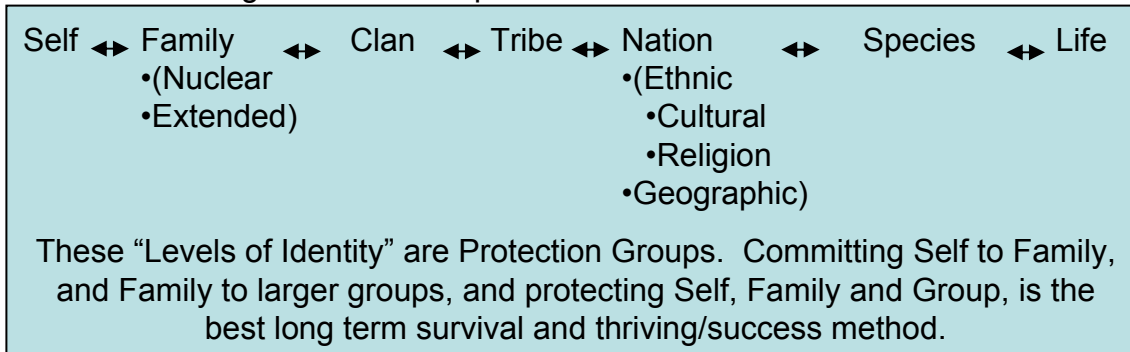 Self ↔ Family ↔ Clan ↔ Tribe ↔ Nation ↔ Species ↔ Life
•(Nuclear •(Ethnic
•Extended) •Cultural
•Religion
•Geographic)
These “Levels of Identity” are Protection Groups. Committing Self to Family,
and Family to larger groups, and protecting Self, Family and Group, is the
best long term survival and thriving/success method.